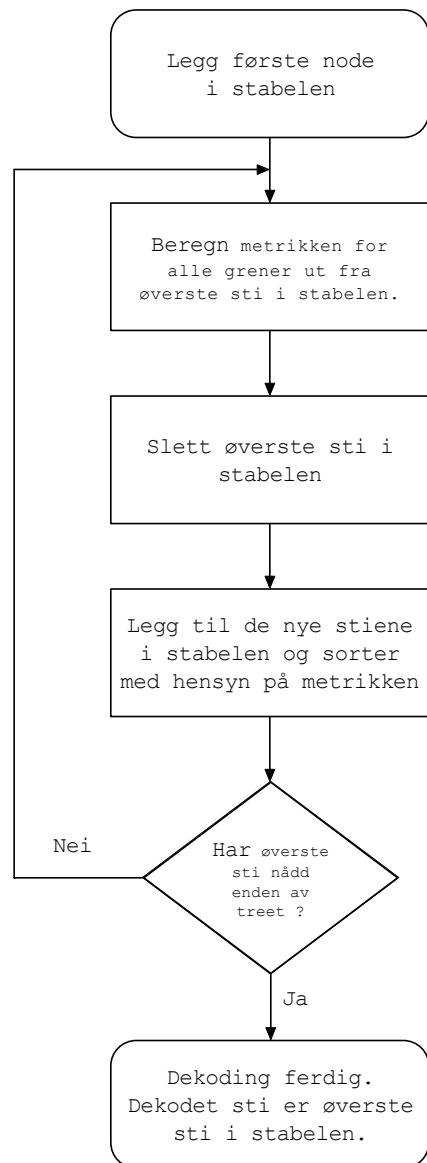 Legg første node
i stabelen
Beregn metrikken for
alle grener ut fra
øverste sti i stabelen.
Slett øverste sti i
stabelen
Legg til de nye stiene
i stabelen og sorter
med hensyn på metrikken
Nei
Har øverste
sti nådd
enden av
treet ?
Ja
Dekoding ferdig.
Dekodet sti er øverste
sti i stabelen.